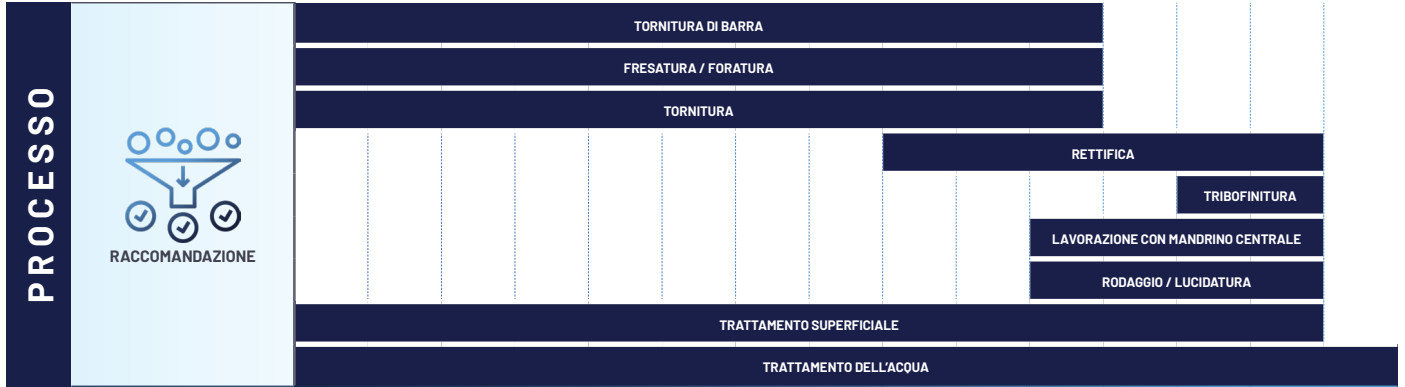 PROCESSO
RACCOMANDAZIONE
TORNITURA DI BARRA
FRESATURA / FORATURA
TORNITURA
RETTIFICA
TRIBOFINITURA
LAVORAZIONE CON MANDRINO CENTRALE
RODAGGIO / LUCIDATURA
TRATTAMENTO SUPERFICIALE
TRATTAMENTO DELL'ACQUA